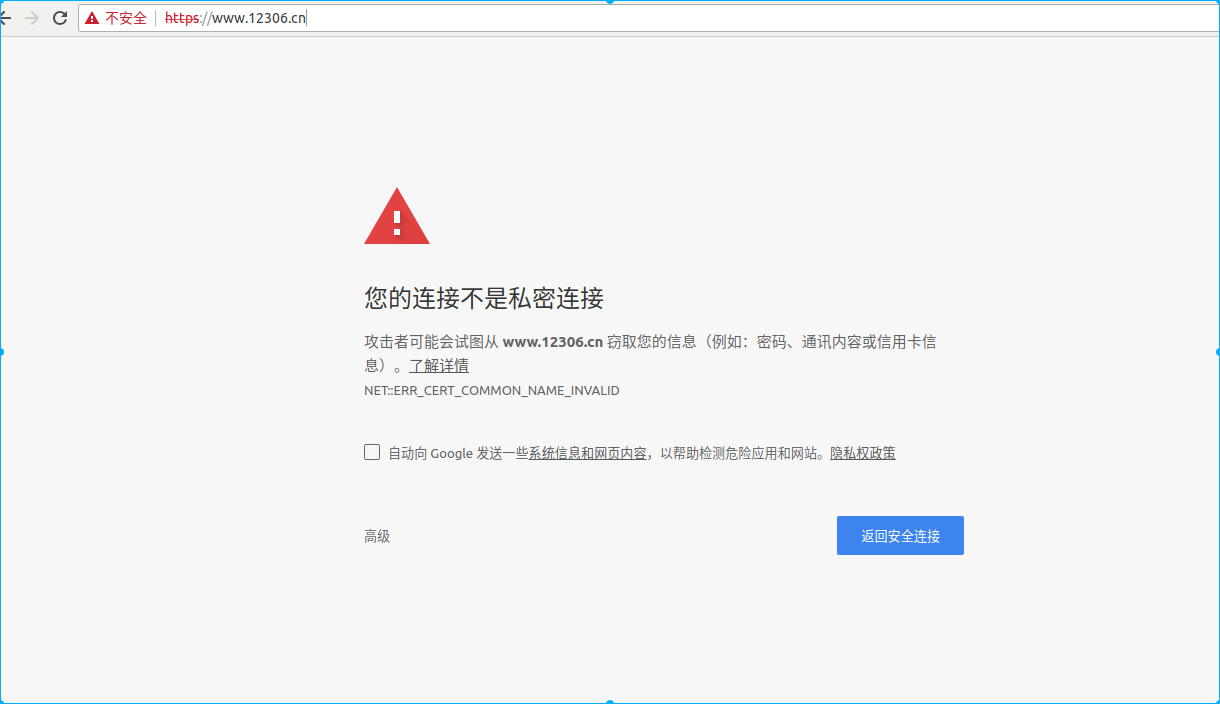 不安全 https://www.12306.cn
您的连接不是私密连接
攻击者可能会试图从 www.12306.cn 窃取您的信息（例如：密码、通讯内容或信用卡信
息）。了解详情
NET::ERR_CERT_COMMON_NAME_INVALID
自动向 Google 发送一些系统信息和网页内容，以帮助检测危险应用和网站。隐私权政策
高级 返回安全连接